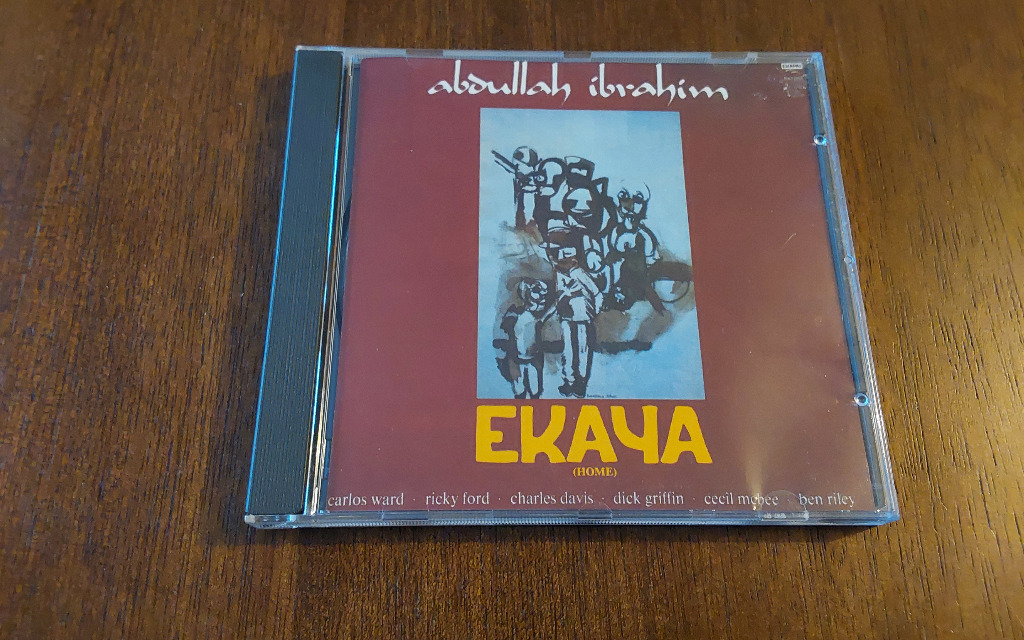 abdullah ibrahim
EKAYA
(HOME)
carlos ward · ricky ford · charles davis · dick griffin · cecil mcbee · ben riley